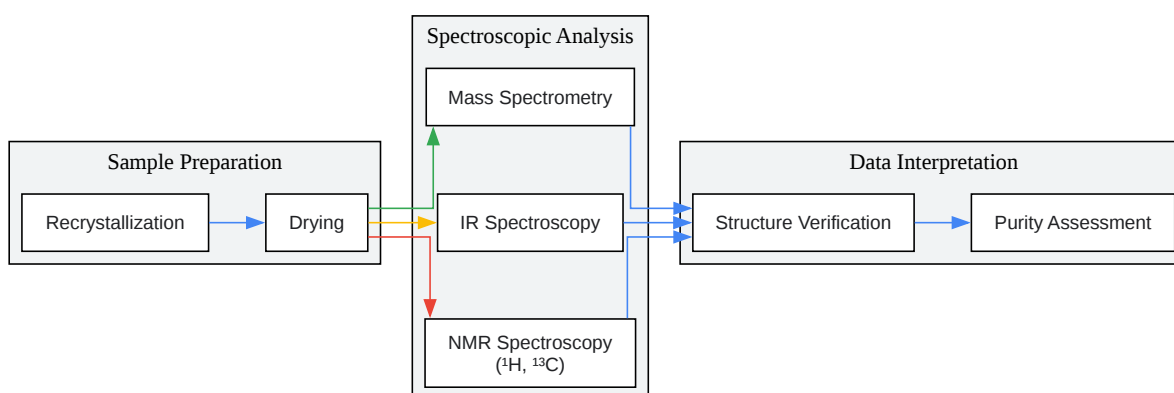 Spectroscopic Analysis
Mass Spectrometry
Sample Preparation
Data Interpretation
Recrystallization
Drying
IR Spectroscopy
Structure Verification
Purity Assessment
NMR Spectroscopy
(¹H, ¹³C)